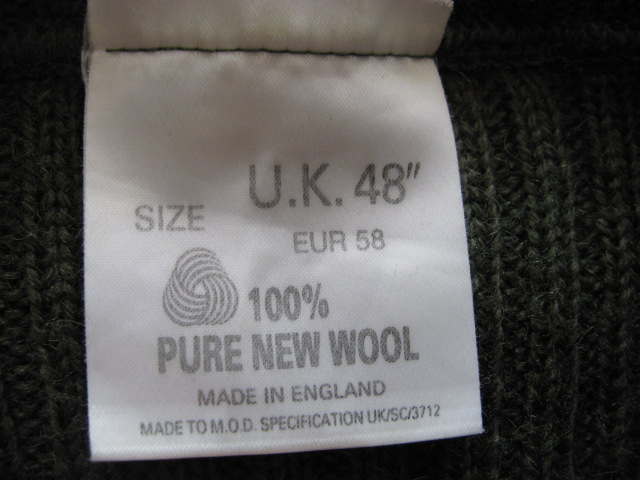 U.K. 48"
SIZE
EUR 58
100%
PURE NEW WOOL
MADE IN ENGLAND
MADE TO M.O.D. SPECIFICATION UK/SC/3712